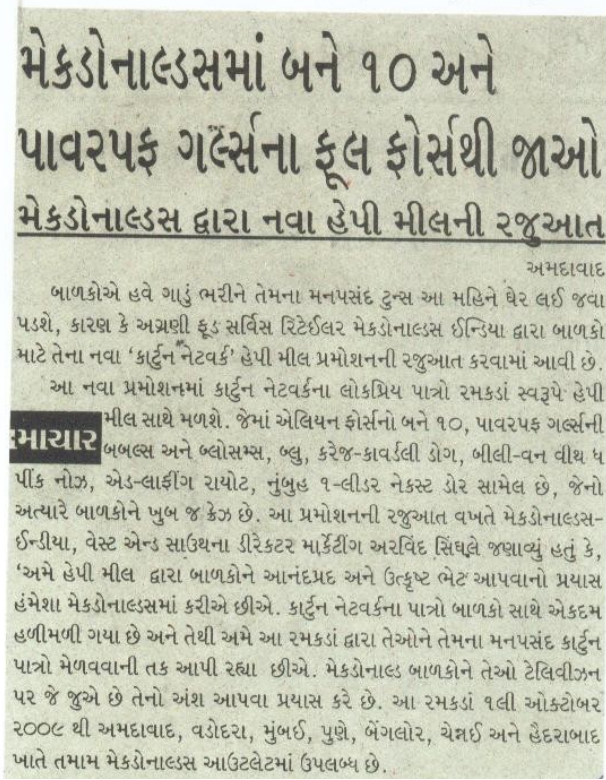 મેકડોનાલ્ડસમાં બને ૧૦ અને
પાવરપફ ગર્લ્સના ફૂલ ફોર્સથી જાઓ
મેકડોનાલ્ડસ દ્વારા નવા હેપી મીલની રજુઆત
અમદાવાદ
બાળકોએ હવે ગાડું ભરીને તેમના મનપસંદ ટુન્સ આ મહિને ઘેર લઈ જવા
પડશે, કારણ કે અગ્રણી ફૂડ સર્વિસ રિટેઈલર મેકડોનાલ્ડસ ઈન્ડિયા દ્વારા બાળકો
માટે તેના નવા ‘કાર્ટુન નેટવર્ક’ હેપી મીલ પ્રમોશનની રજુઆત કરવામાં આવી છે.
આ નવા પ્રમોશનમાં કાર્ટુન નેટવર્કના લોકપ્રિય પાત્રો રમકડાં સ્વરૂપે હેપી
મીલ સાથે મળશે. જેમાં એલિયન ફોર્સનો બને ૧૦, પાવરપફ ગર્લ્સની
માચાર
બબલ્સ અને બ્લોસમ્સ, બ્લુ, કરેજ-કાવર્ડલી ડોગ, બીલી-વન વીથ ધ
પીંક નોઝ, એડ-લાફીંગ રાયોટ, નુંબુહ ૧-લીડર નેકસ્ટ ડોર સામેલ છે, જેનો
અત્યારે બાળકોને ખુબ જ ક્રેઝ છે. આ પ્રમોશનની રજુઆત વખતે મેકડોનાલ્ડસ-
ઈન્ડીયા, વેસ્ટ એન્ડ સાઉથના ડીરેકટર માર્કેટીંગ અરવિંદ સિંઘલે જણાવ્યું હતું કે,
‘અમે હેપી મીલ દ્વારા બાળકોને આનંદપ્રદ અને ઉત્કૃષ્ટ ભેટ આપવાનો પ્રયાસ
હંમેશા મેકડોનાલ્ડસમાં કરીએ છીએ. કાર્ટુન નેટવર્કના પાત્રો બાળકો સાથે એકદમ
હળીમળી ગયા છે અને તેથી અમે આ રમકડાં દ્વારા તેઓને તેમના મનપસંદ કાર્ટુન
પાત્રો મેળવવાની તક આપી રહ્યા છીએ. મેકડોનાલ્ડ બાળકોને તેઓ ટેલિવીઝન
પર જે જુએ છે તેનો અંશ આપવા પ્રયાસ કરે છે. આ રમકડાં ૧લી ઓક્ટોબર
૨૦૦૯ થી અમદાવાદ, વડોદરા, મુંબઈ, પુણે, બેંગલોર, ચેન્નઈ અને હૈદરાબાદ
ખાતે તમામ મેકડોનાલ્ડસ આઉટલેટમાં ઉપલબ્ધ છે.